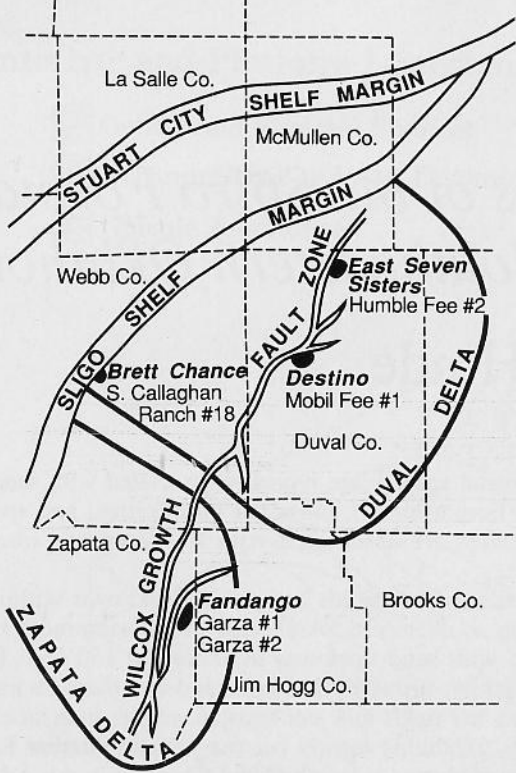 La Salle Co.
STUART CITY SHELF MARGIN
McMullen Co.
SLIGO SHELF MARGIN
Webb Co.
WILCOX GROWTH FAULT ZONE
East Seven
Sisters
Humble Fee #2
Brett Chance
S. Callaghan
Ranch #18
Destino
Mobil Fee #1
DUVAL DELTA
Duval Co.
Zapata Co.
Fandango
Garza #1
Garza #2
Brooks Co.
Jim Hogg Co.
ZAPATA DELTA